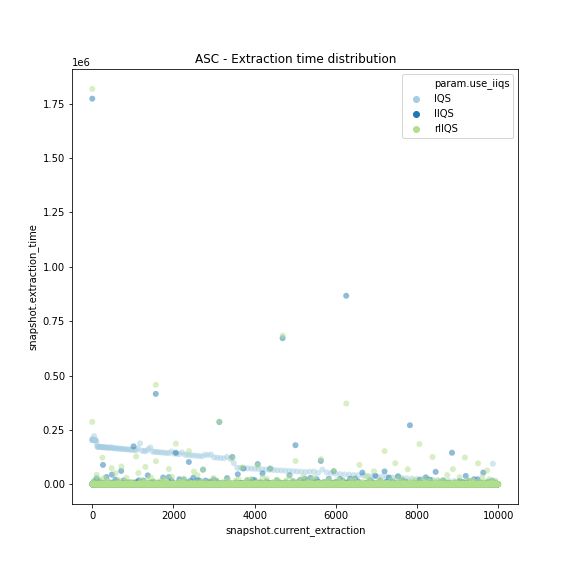 ASC - Extraction time distribution
1e6
param.use_iiqs
IQS
IIQS
rIIQS
1.75
1.50
1.25
1.00
0.75
0.50
0.25
0.00
snapshot.extraction_time
0
2000
4000
6000
8000
10000
snapshot.current_extraction